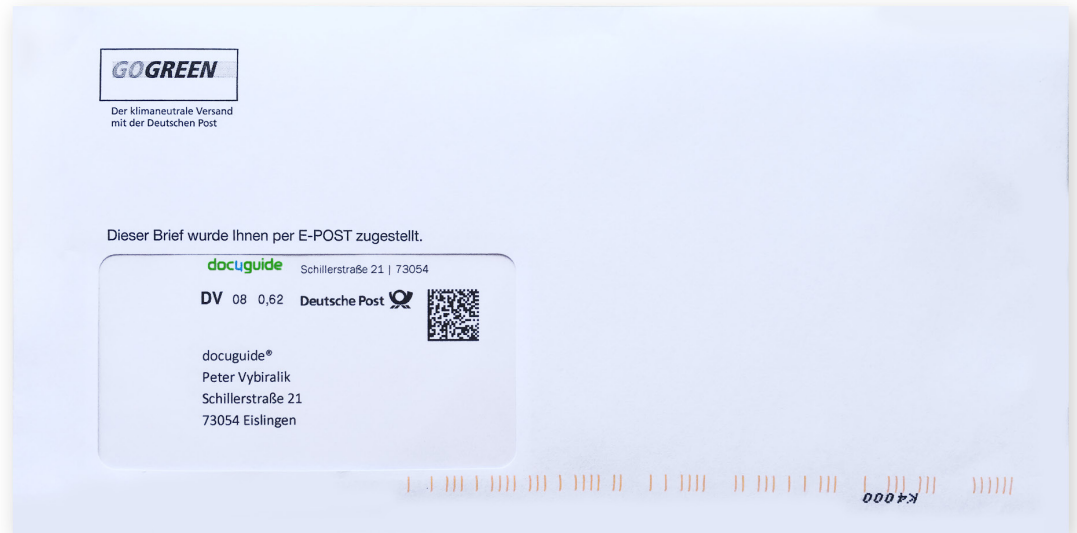 GOGREEN
Der klimaneutrale Versand
mit der Deutschen Post
Dieser Brief wurde Ihnen per E-POST zugestellt.
docuguide Schillerstraße 21 | 73054
DV 08 0,62 Deutsche Post
docuguide®
Peter Vybiralik
Schillerstraße 21
73054 Eislingen
K4000